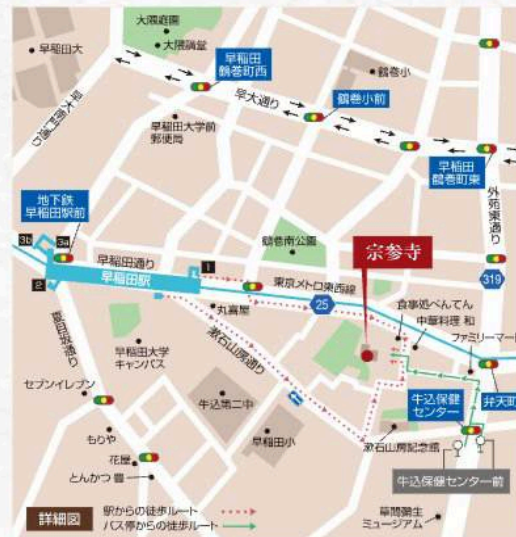 大隈庭園
大隈講堂
早稲田大
早稲田
鶴巻町西
鶴巻小
早大通り
鶴巻小前
早大南門通り
早稲田大学前
郵便局
早稲田
鶴巻町東
外苑東通り
地下鉄
早稲田駅前
3b
3a
早稲田通り
1
鶴巻南公園
宗参寺
319
2
早稲田駅
東京メトロ東西線
25
食事処べんてん
中華料理 和
ファミリーマート
丸喜屋
漱石山房通り
夏目坂通り
早稲田大学
キャンパス
セブンイレブン
牛込第二中
牛込保健
センター
弁天町
もりや
早稲田小
漱石山房記念館
花屋
とんかつ 豊
牛込保健センター前
詳細図
駅からの徒歩ルート
バス停からの徒歩ルート
草間彌生
ミュージアム